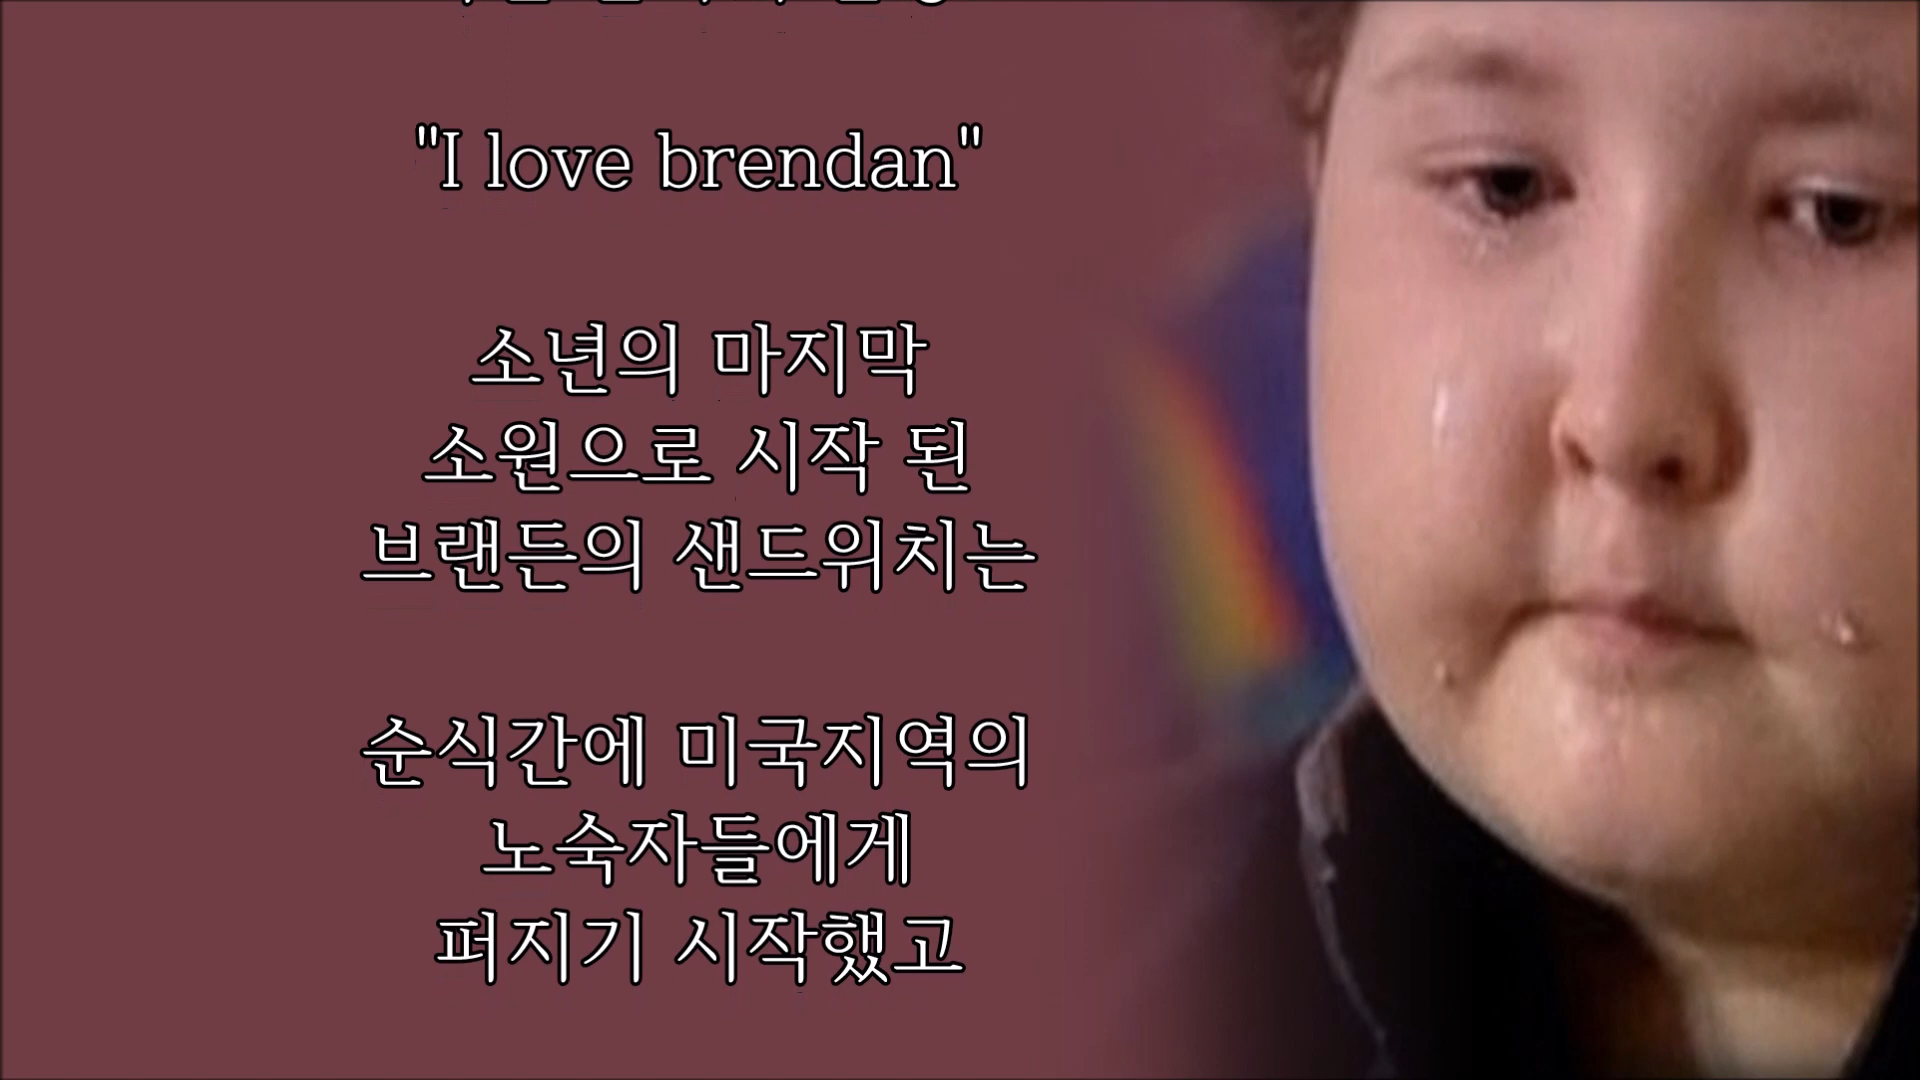 "I love brendan"
소년의 마지막
소원으로 시작 된
브랜든의 샌드위치는
순식간에 미국지역의
노숙자들에게
퍼지기 시작했고